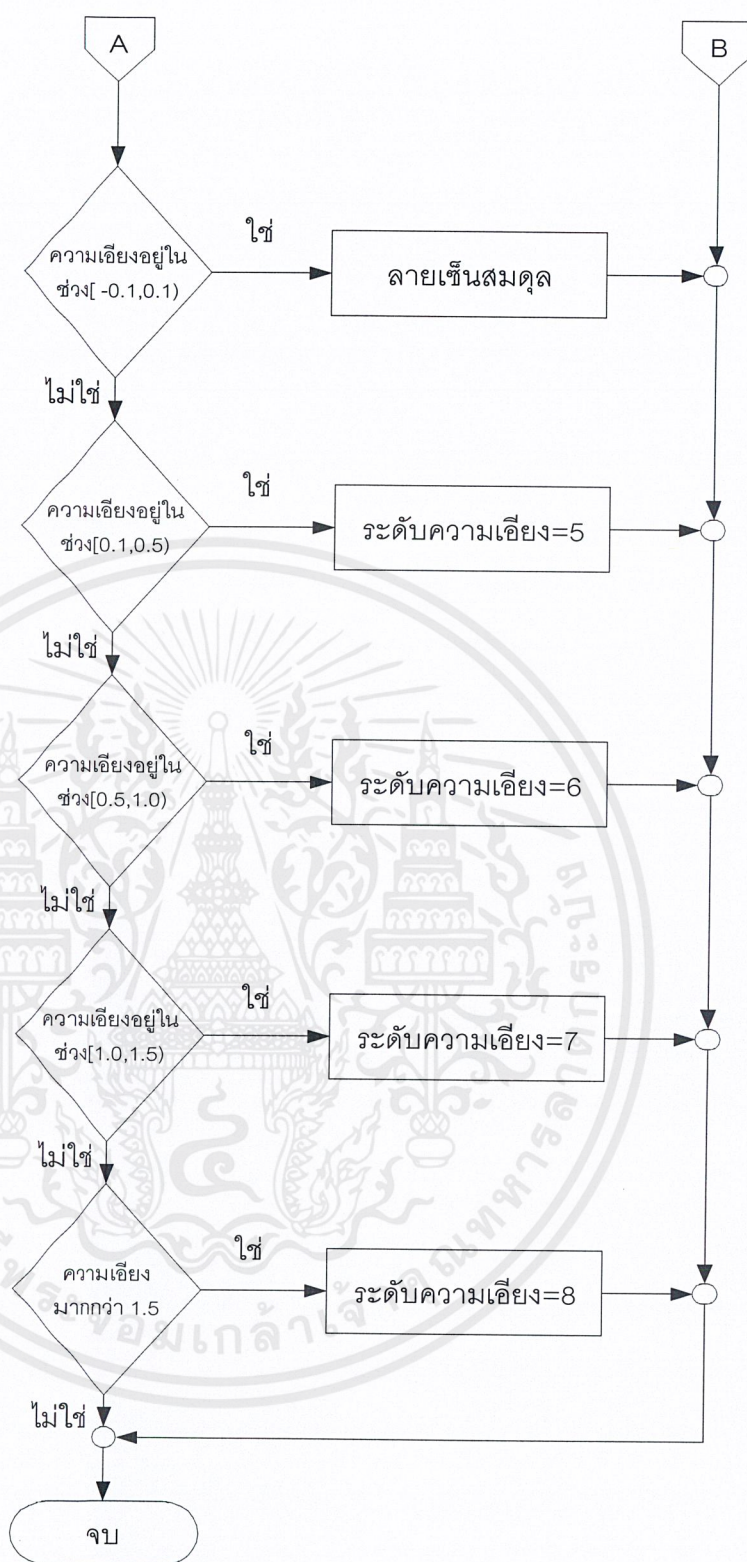 A
B
ความเอียงอยู่ใน
ช่วง[ -0.1,0.1)
ใช่
ลายเซ็นสมดุล
ไม่ใช่
ความเอียงอยู่ใน
ช่วง[0.1,0.5)
ใช่
ระดับความเอียง=5
ไม่ใช่
ความเอียงอยู่ใน
ช่วง[0.5,1.0)
ใช่
ระดับความเอียง=6
ไม่ใช่
ความเอียงอยู่ใน
ช่วง[1.0,1.5)
ใช่
ระดับความเอียง=7
ไม่ใช่
ความเอียง
มากกว่า 1.5
ใช่
ระดับความเอียง=8
ไม่ใช่
จบ